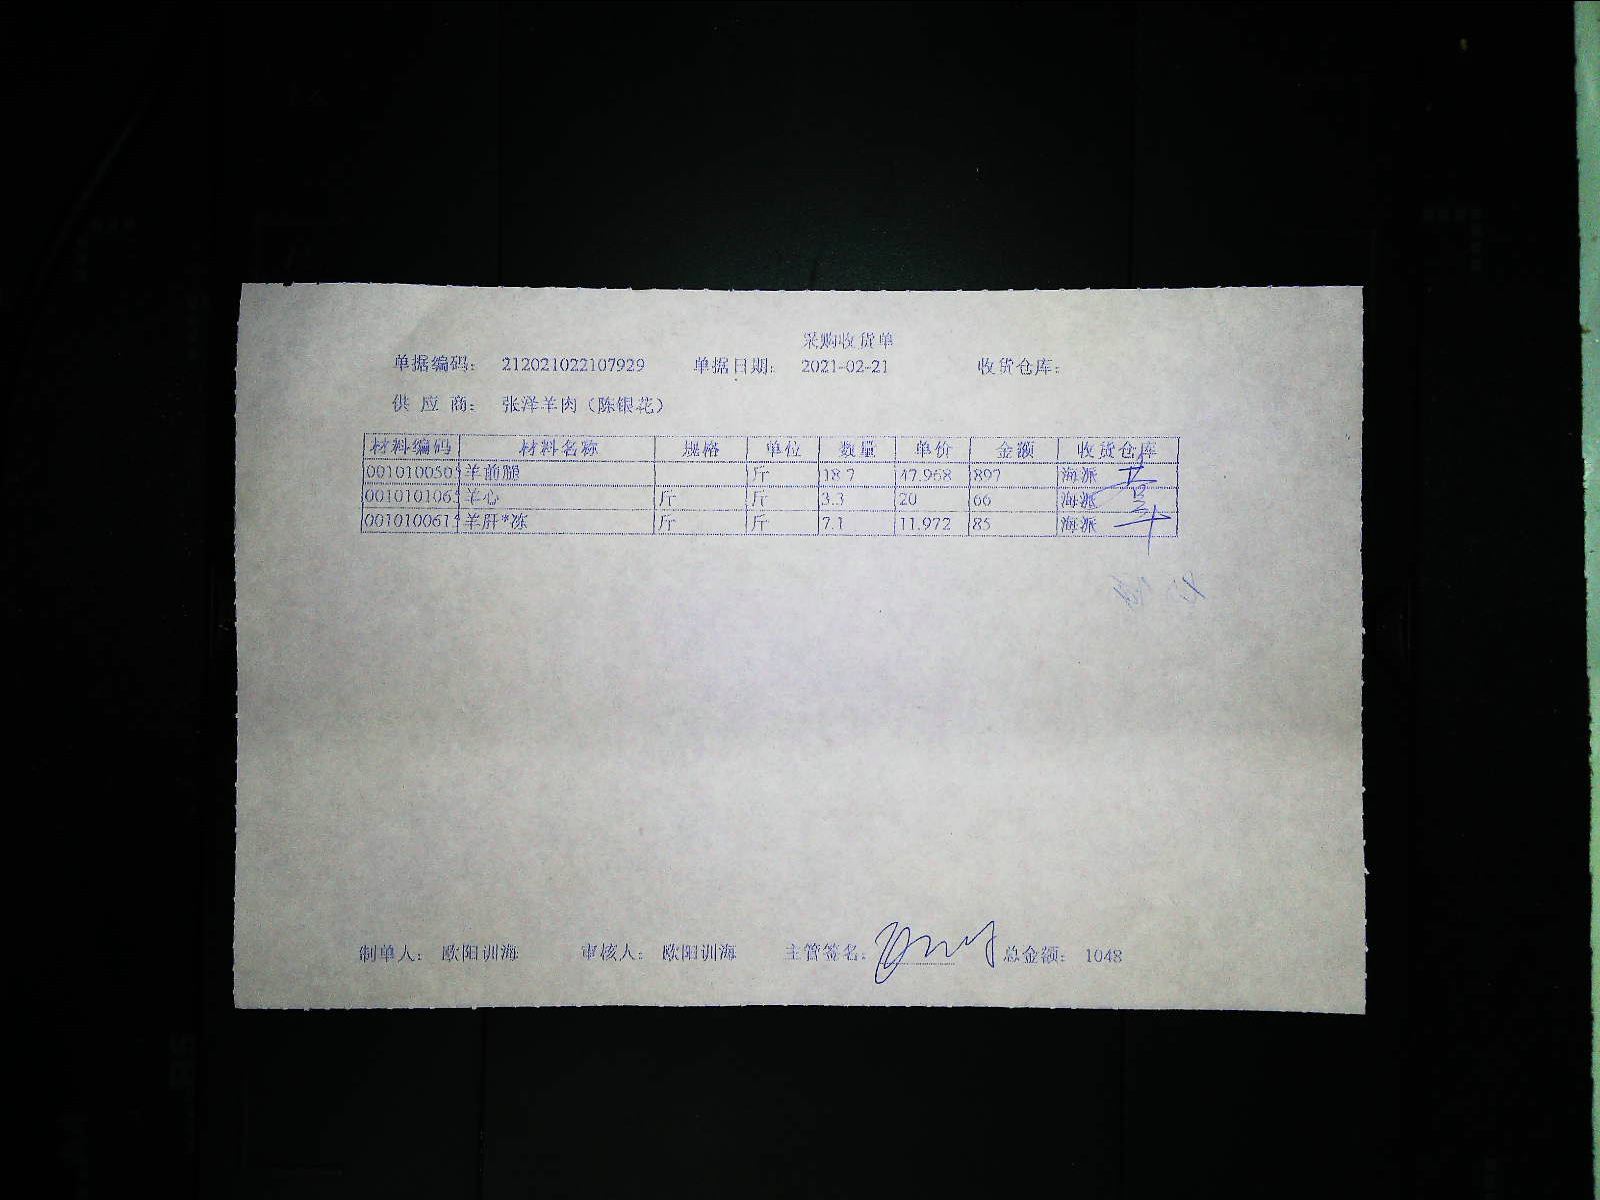 采购收货单
单据编码： 212021022107929 单据日期： 2021-02-21 收货仓库：
供 应 商： 张洋羊肉（陈银花）
材料编码 材料名称 规格 单位 数量 单价 金额 收货仓库
001010050 羊前腿 斤 18.7 47.968 897 海派
001010106 羊心 斤 斤 3.3 20 66 海派
001010061 羊肝*冻 斤 斤 7.1 11.972 85 海派
制单人： 欧阳训海 审核人： 欧阳训海 主管签名： 总金额： 1048